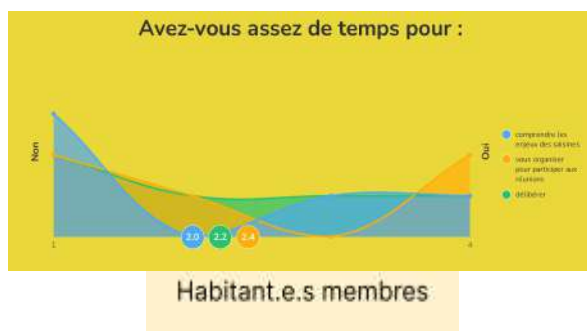 Avez-vous assez de temps pour :
Non
Oui
comprendre les
enjeux des saisines
vous organiser
pour participer aux
réunions
délibérer
2.0
2.2
2.4
1
4
Habitant.e.s membres